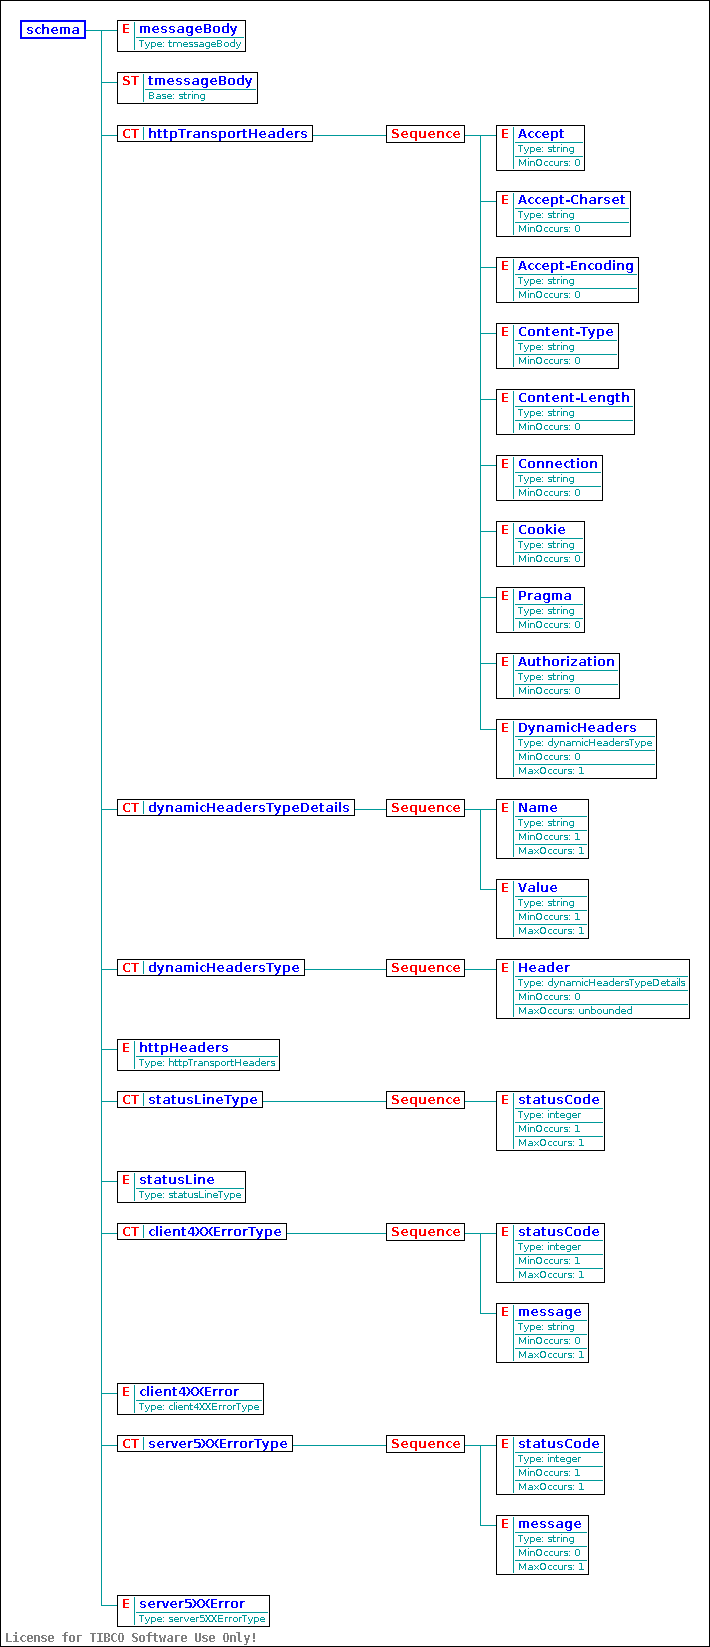 schema
E messageBody
Type: tmessageBody
ST tmessageBody
Base: string
CT httpTransportHeaders Sequence E Accept
Type: string
MinOccurs: 0
E Accept-Charset
Type: string
MinOccurs: 0
E Accept-Encoding
Type: string
MinOccurs: 0
E Content-Type
Type: string
MinOccurs: 0
E Content-Length
Type: string
MinOccurs: 0
E Connection
Type: string
MinOccurs: 0
E Cookie
Type: string
MinOccurs: 0
E Pragma
Type: string
MinOccurs: 0
E Authorization
Type: string
MinOccurs: 0
E DynamicHeaders
Type: dynamicHeadersType
MinOccurs: 0
MaxOccurs: 1
CT dynamicHeadersTypeDetails Sequence E Name
Type: string
MinOccurs: 1
MaxOccurs: 1
E Value
Type: string
MinOccurs: 1
MaxOccurs: 1
CT dynamicHeadersType Sequence E Header
Type: dynamicHeadersTypeDetails
MinOccurs: 0
MaxOccurs: unbounded
E httpHeaders
Type: httpTransportHeaders
CT statusLineType Sequence E statusCode
Type: integer
MinOccurs: 1
MaxOccurs: 1
E statusLine
Type: statusLineType
CT client4XXErrorType Sequence E statusCode
Type: integer
MinOccurs: 1
MaxOccurs: 1
E message
Type: string
MinOccurs: 0
MaxOccurs: 1
E client4XXError
Type: client4XXErrorType
CT server5XXErrorType Sequence E statusCode
Type: integer
MinOccurs: 1
MaxOccurs: 1
E message
Type: string
MinOccurs: 0
MaxOccurs: 1
E server5XXError
Type: server5XXErrorType
License for TIBCO Software Use Only!